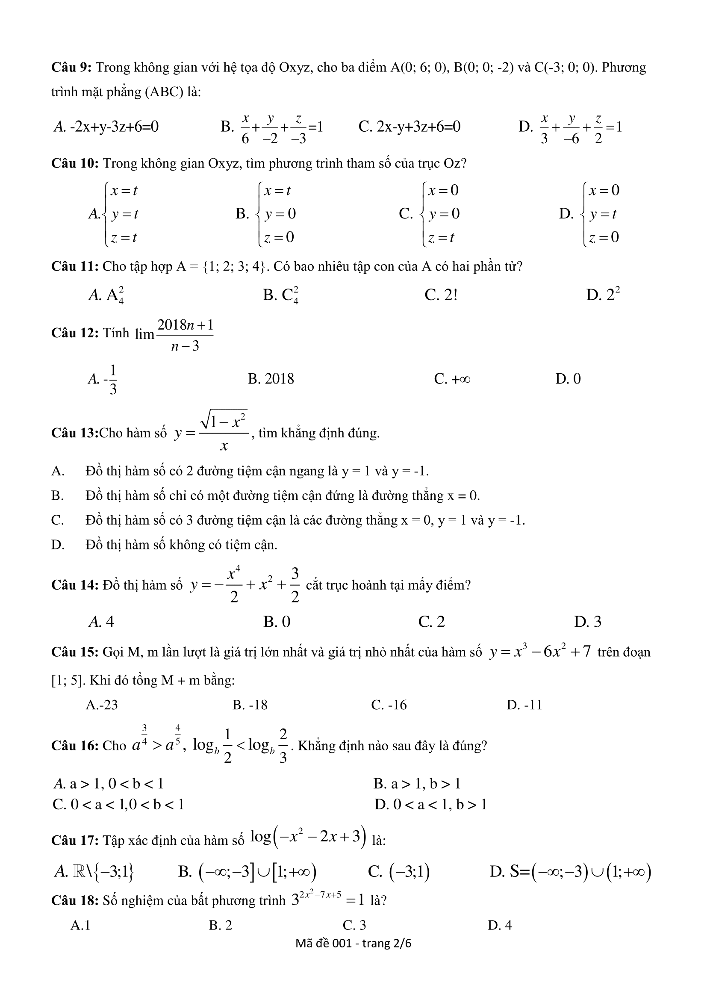 Câu 9: Trong không gian với hệ tọa độ Oxyz, cho ba điểm A(0; 6; 0), B(0; 0; -2) và C(-3; 0; 0). Phương
trình mặt phẳng (ABC) là:
A. -2x+y-3z+6=0 B. $\frac{x}{6}+\frac{y}{-2}+\frac{z}{-3}=1$ C. 2x-y+3z+6=0 D. $\frac{x}{3}+\frac{y}{-6}+\frac{z}{2}=1$
Câu 10: Trong không gian Oxyz, tìm phương trình tham số của trục Oz?
A. $\begin{cases} x=t \\ y=t \\ z=t \end{cases}$ B. $\begin{cases} x=t \\ y=0 \\ z=0 \end{cases}$ C. $\begin{cases} x=0 \\ y=0 \\ z=t \end{cases}$ D. $\begin{cases} x=0 \\ y=t \\ z=0 \end{cases}$
Câu 11: Cho tập hợp A = {1; 2; 3; 4}. Có bao nhiêu tập con của A có hai phần tử?
A. $A_4^2$ B. $C_4^2$ C. 2! D. $2^2$
Câu 12: Tính $\lim \frac{2018n+1}{n-3}$
A. $-\frac{1}{3}$ B. 2018 C. +∞ D. 0
Câu 13:Cho hàm số $y=\frac{\sqrt{1-x^2}}{x}$, tìm khẳng định đúng.
A. Đồ thị hàm số có 2 đường tiệm cận ngang là y = 1 và y = -1.
B. Đồ thị hàm số chỉ có một đường tiệm cận đứng là đường thẳng x = 0.
C. Đồ thị hàm số có 3 đường tiệm cận là các đường thẳng x = 0, y = 1 và y = -1.
D. Đồ thị hàm số không có tiệm cận.
Câu 14: Đồ thị hàm số $y=-\frac{x^4}{2}+x^2+\frac{3}{2}$ cắt trục hoành tại mấy điểm?
A. 4 B. 0 C. 2 D. 3
Câu 15: Gọi M, m lần lượt là giá trị lớn nhất và giá trị nhỏ nhất của hàm số $y=x^3-6x^2+7$ trên đoạn
[1; 5]. Khi đó tổng M + m bằng:
A.-23 B. -18 C. -16 D. -11
Câu 16: Cho $a^{\frac{3}{4}}>a^{\frac{4}{5}}$, $\log_b \frac{1}{2}<\log_b \frac{2}{3}$. Khẳng định nào sau đây là đúng?
A. a > 1, 0 < b < 1 B. a > 1, b > 1
C. 0 < a < 1,0 < b < 1 D. 0 < a < 1, b > 1
Câu 17: Tập xác định của hàm số $\log(-x^2-2x+3)$ là:
A. ℝ\{−3;1} B. (−∞;−3]∪[1;+∞) C. (−3;1) D. S=(−∞;−3)∪(1;+∞)
Câu 18: Số nghiệm của bất phương trình $3^{2x^2-7x+5}=1$ là?
A.1 B. 2 C. 3 D. 4
Mã đề 001 - trang 2/6